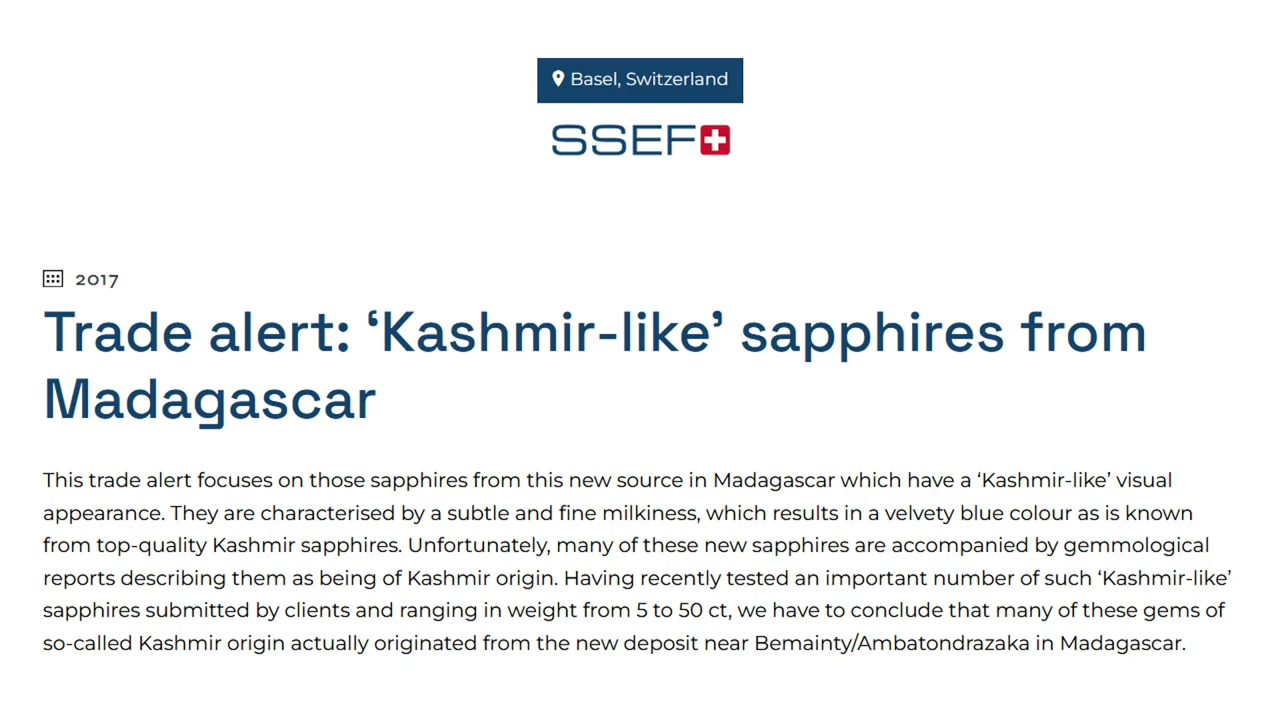 Basel, Switzerland
SSEF
2017
Trade alert: ‘Kashmir-like’ sapphires from
Madagascar
This trade alert focuses on those sapphires from this new source in Madagascar which have a ‘Kashmir-like’ visual
appearance. They are characterised by a subtle and fine milkiness, which results in a velvety blue colour as is known
from top-quality Kashmir sapphires. Unfortunately, many of these new sapphires are accompanied by gemmological
reports describing them as being of Kashmir origin. Having recently tested an important number of such ‘Kashmir-like’
sapphires submitted by clients and ranging in weight from 5 to 50 ct, we have to conclude that many of these gems of
so-called Kashmir origin actually originated from the new deposit near Bemainty/Ambatondrazaka in Madagascar.